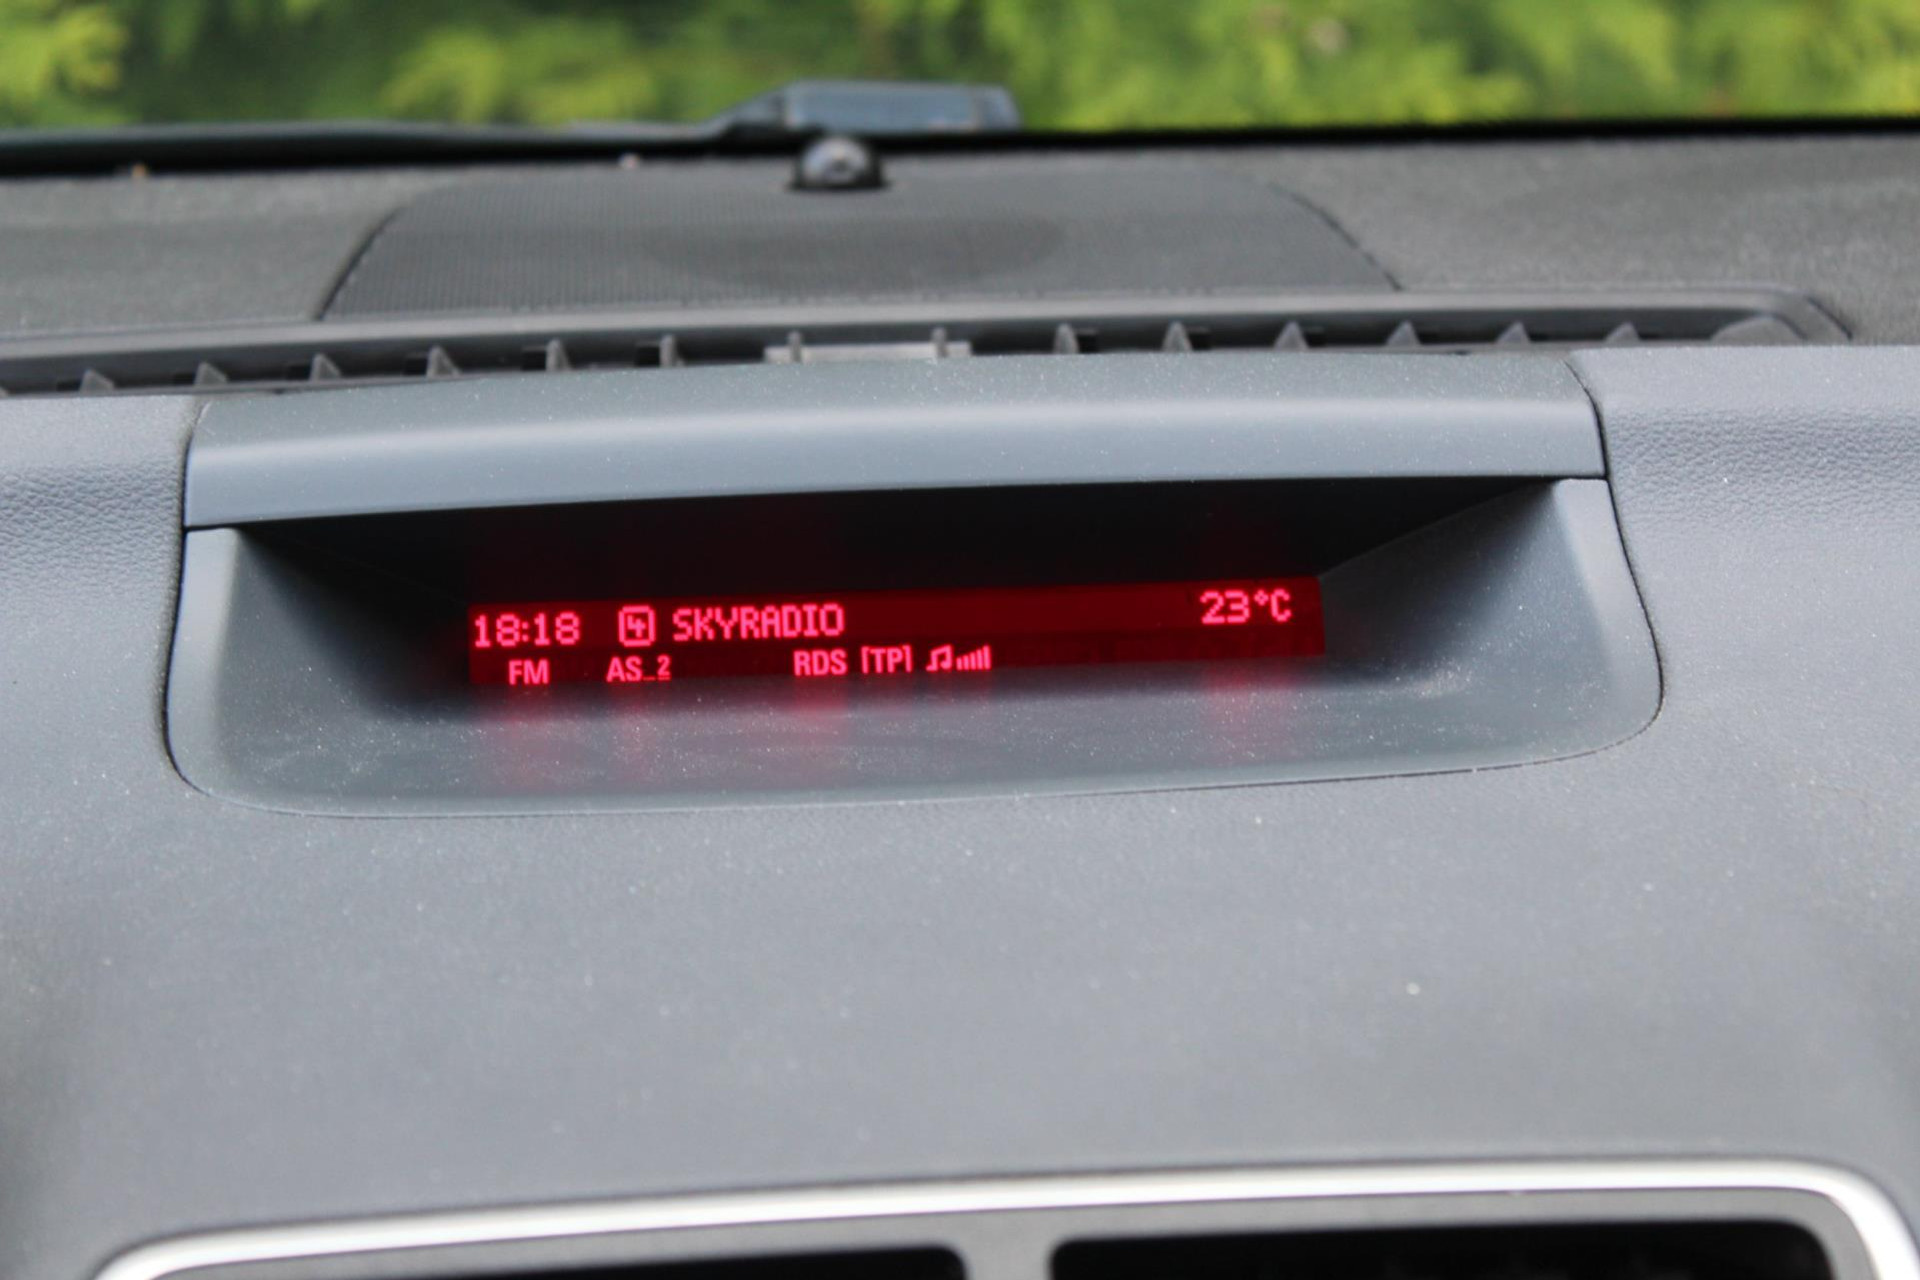 18:18 4 SKYRADIO 23°C
FM AS_2 RDS [TP]